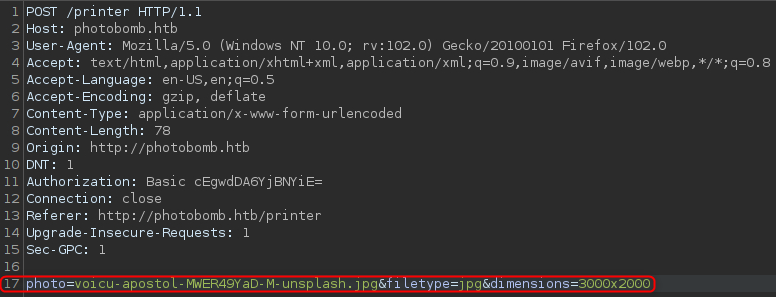 1 POST /printer HTTP/1.1
2 Host: photobomb.htb
3 User-Agent: Mozilla/5.0 (Windows NT 10.0; rv:102.0) Gecko/20100101 Firefox/102.0
4 Accept: text/html,application/xhtml+xml,application/xml;q=0.9,image/avif,image/webp,*/*;q=0.8
5 Accept-Language: en-US,en;q=0.5
6 Accept-Encoding: gzip, deflate
7 Content-Type: application/x-www-form-urlencoded
8 Content-Length: 78
9 Origin: http://photobomb.htb
10 DNT: 1
11 Authorization: Basic cEgwdDA6YjBNYiE=
12 Connection: close
13 Referer: http://photobomb.htb/printer
14 Upgrade-Insecure-Requests: 1
15 Sec-GPC: 1
16
17 photo=voicu-apostol-MWER49YaD-M-unsplash.jpg&filetype=jpg&dimensions=3000x2000